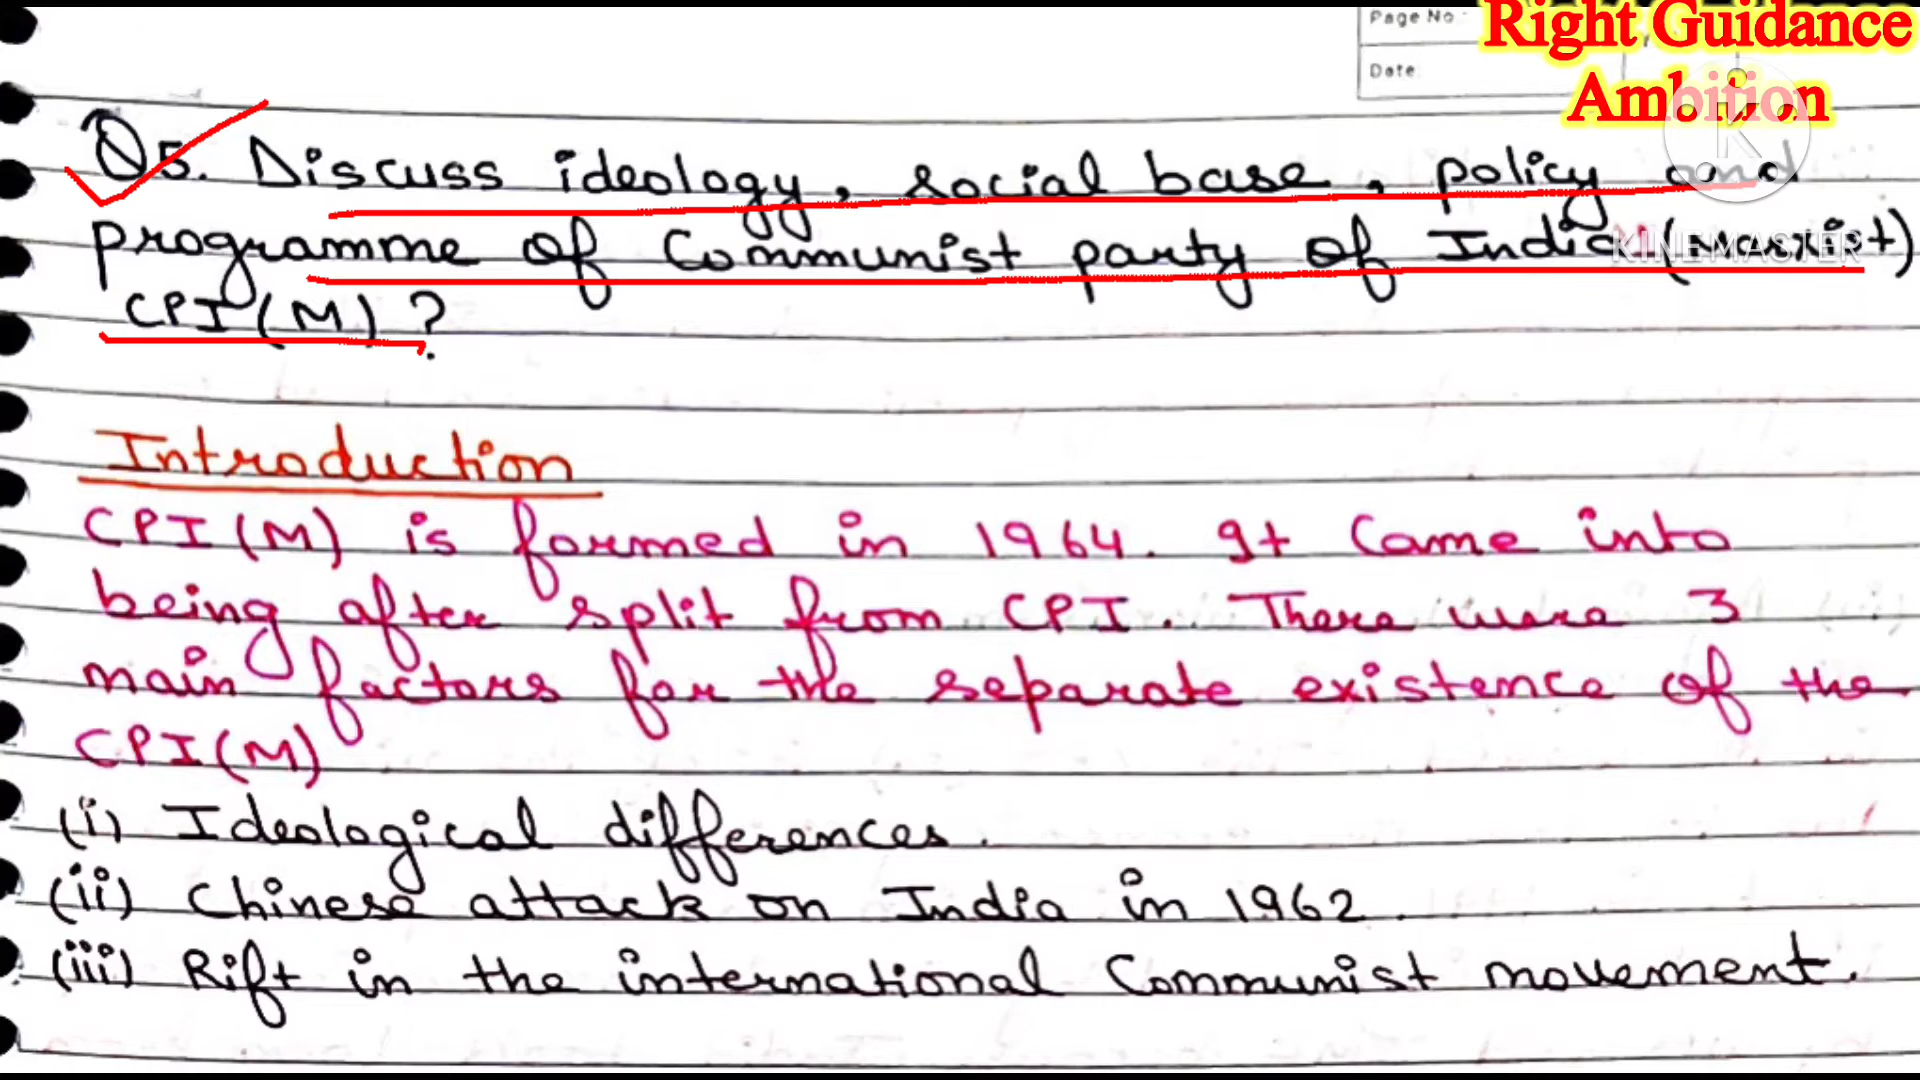 Page No
Date:
Right Guidance
Ambition
K
KINEMASTER
Q5. Discuss ideology, social base, policy and
programme of Communist party of India (Marxist)
CPI(M)?
Introduction
CPI(M) is formed in 1964. It came into
being after split from CPI. There were 3
main factors for the separate existence of the
CPI(M)
(i) Ideological differences.
(ii) Chinese attack on India in 1962.
(iii) Rift in the international Communist movement.